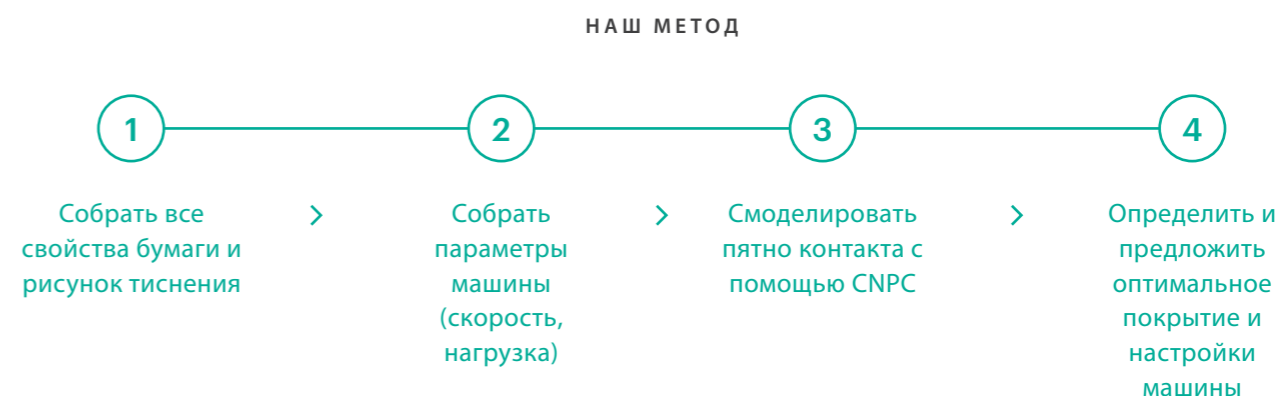 НАШ МЕТОД
1
2
3
4
Собрать все
свойства бумаги и
рисунок тиснения
Собрать
параметры
машины
(скорость,
нагрузка)
Смоделировать
пятно контакта с
помощью CNPC
Определить и
предложить
оптимальное
покрытие и
настройки
машины